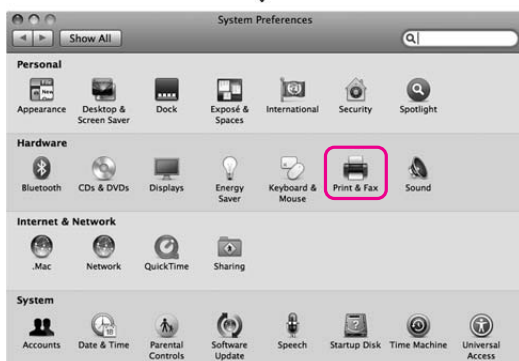 System Preferences
Show All
Personal
Appearance Desktop & Screen Saver Dock Exposé & Spaces International Security Spotlight
Hardware
Bluetooth CDs & DVDs Displays Energy Saver Keyboard & Mouse Print & Fax Sound
Internet & Network
.Mac Network QuickTime Sharing
System
Accounts Date & Time Parental Controls Software Update Speech Startup Disk Time Machine Universal Access